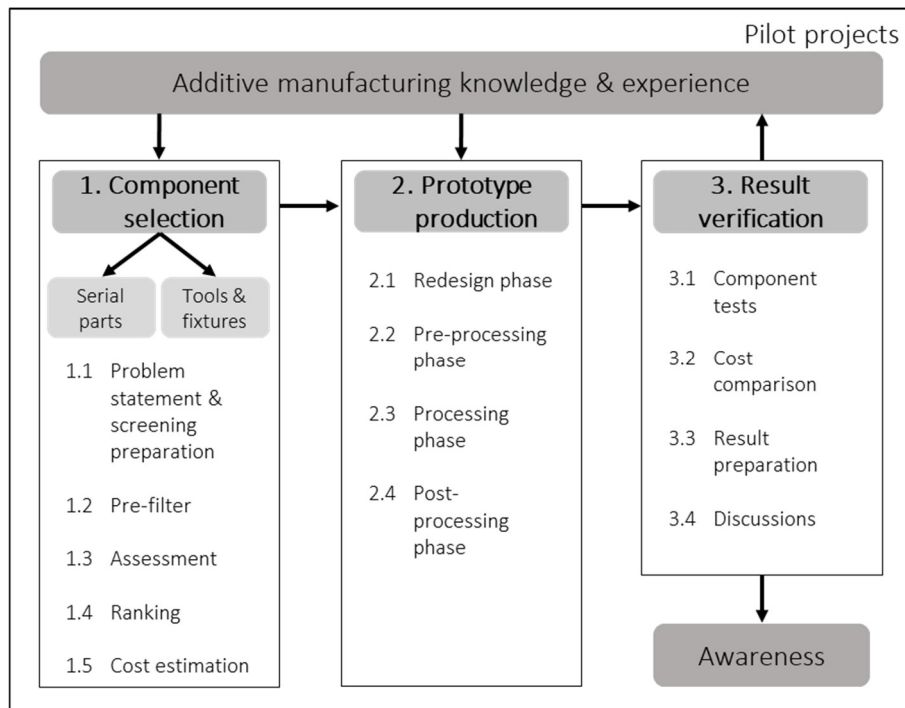 Pilot projects
Additive manufacturing knowledge & experience
1. Component
selection
Serial
parts
Tools &
fixtures
1.1 Problem
statement &
screening
preparation
1.2 Pre-filter
1.3 Assessment
1.4 Ranking
1.5 Cost estimation
2. Prototype
production
2.1 Redesign phase
2.2 Pre-processing
phase
2.3 Processing
phase
2.4 Post-
processing
phase
3. Result
verification
3.1 Component
tests
3.2 Cost
comparison
3.3 Result
preparation
3.4 Discussions
Awareness